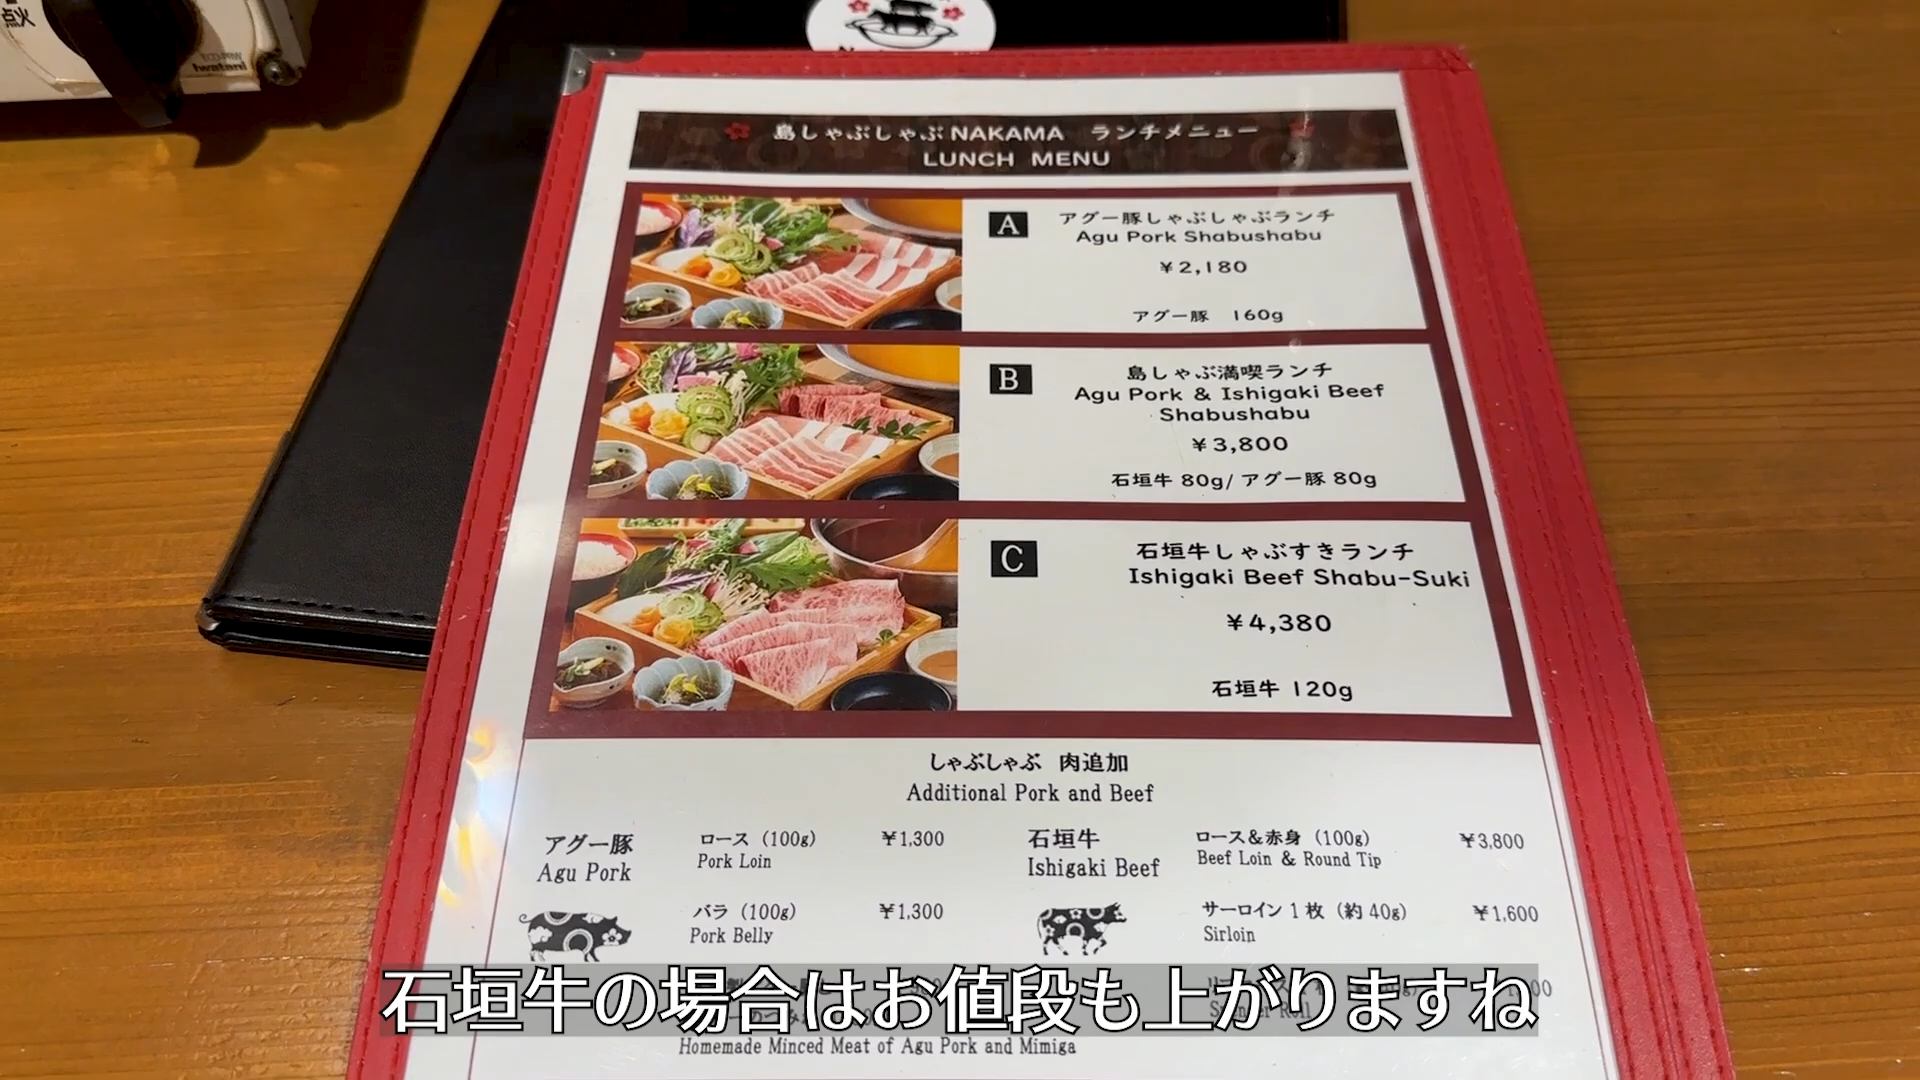 点火
Iwatani
島しゃぶしゃぶ NAKAMA ランチメニュー
LUNCH MENU
A
アグー豚しゃぶしゃぶランチ
Agu Pork Shabushabu
¥2,180
アグー豚 160g
B
島しゃぶ満喫ランチ
Agu Pork & Ishigaki Beef
Shabushabu
¥3,800
石垣牛 80g/ アグー豚 80g
C
石垣牛しゃぶすきランチ
Ishigaki Beef Shabu-Suki
¥4,380
石垣牛 120g
しゃぶしゃぶ 肉追加
Additional Pork and Beef
アグー豚
Agu Pork
ロース (100g) ¥1,300
Pork Loin
バラ (100g) ¥1,300
Pork Belly
石垣牛
Ishigaki Beef
ロース&赤身 (100g) ¥3,800
Beef Loin & Round Tip
サーロイン 1 枚 (約 40g) ¥1,600
Sirloin
石垣牛の場合はお値段も上がりますね
Homemade Minced Meat of Agu Pork and Mimiga